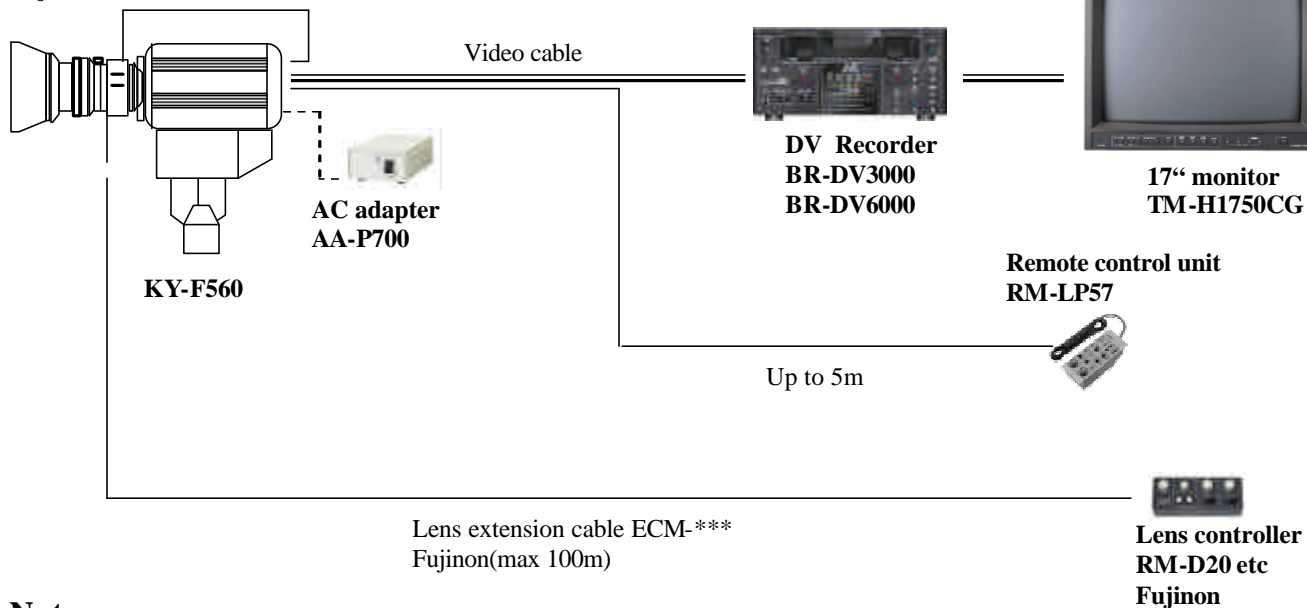 Video cable
DV Recorder
BR-DV3000
BR-DV6000
17“ monitor
TM-H1750CG
AC adapter
AA-P700
KY-F560
Remote control unit
RM-LP57
Up to 5m
Lens extension cable ECM-***
Fujinon(max 100m)
Lens controller
RM-D20 etc
Fujinon